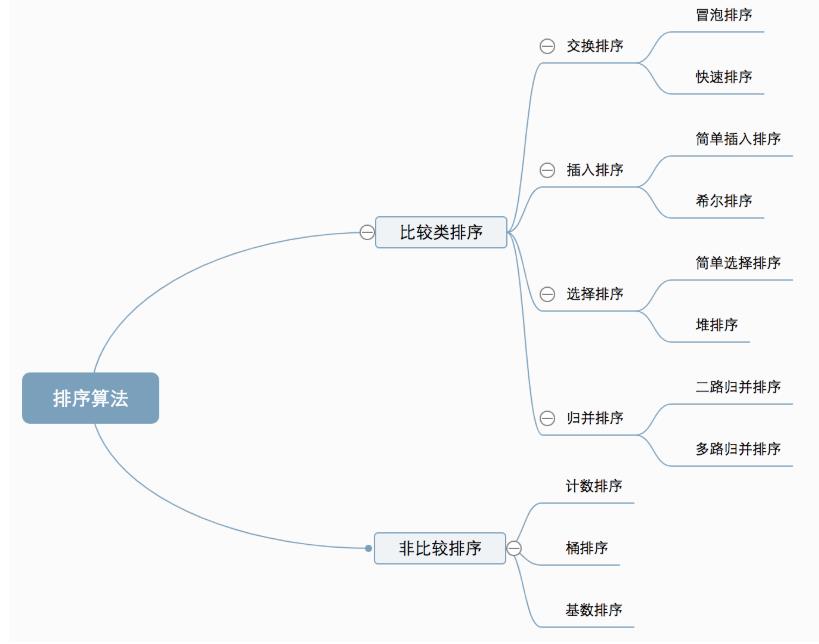 排序算法
比较类排序
交换排序
冒泡排序
快速排序
插入排序
简单插入排序
希尔排序
选择排序
简单选择排序
堆排序
归并排序
二路归并排序
多路归并排序
非比较排序
计数排序
桶排序
基数排序